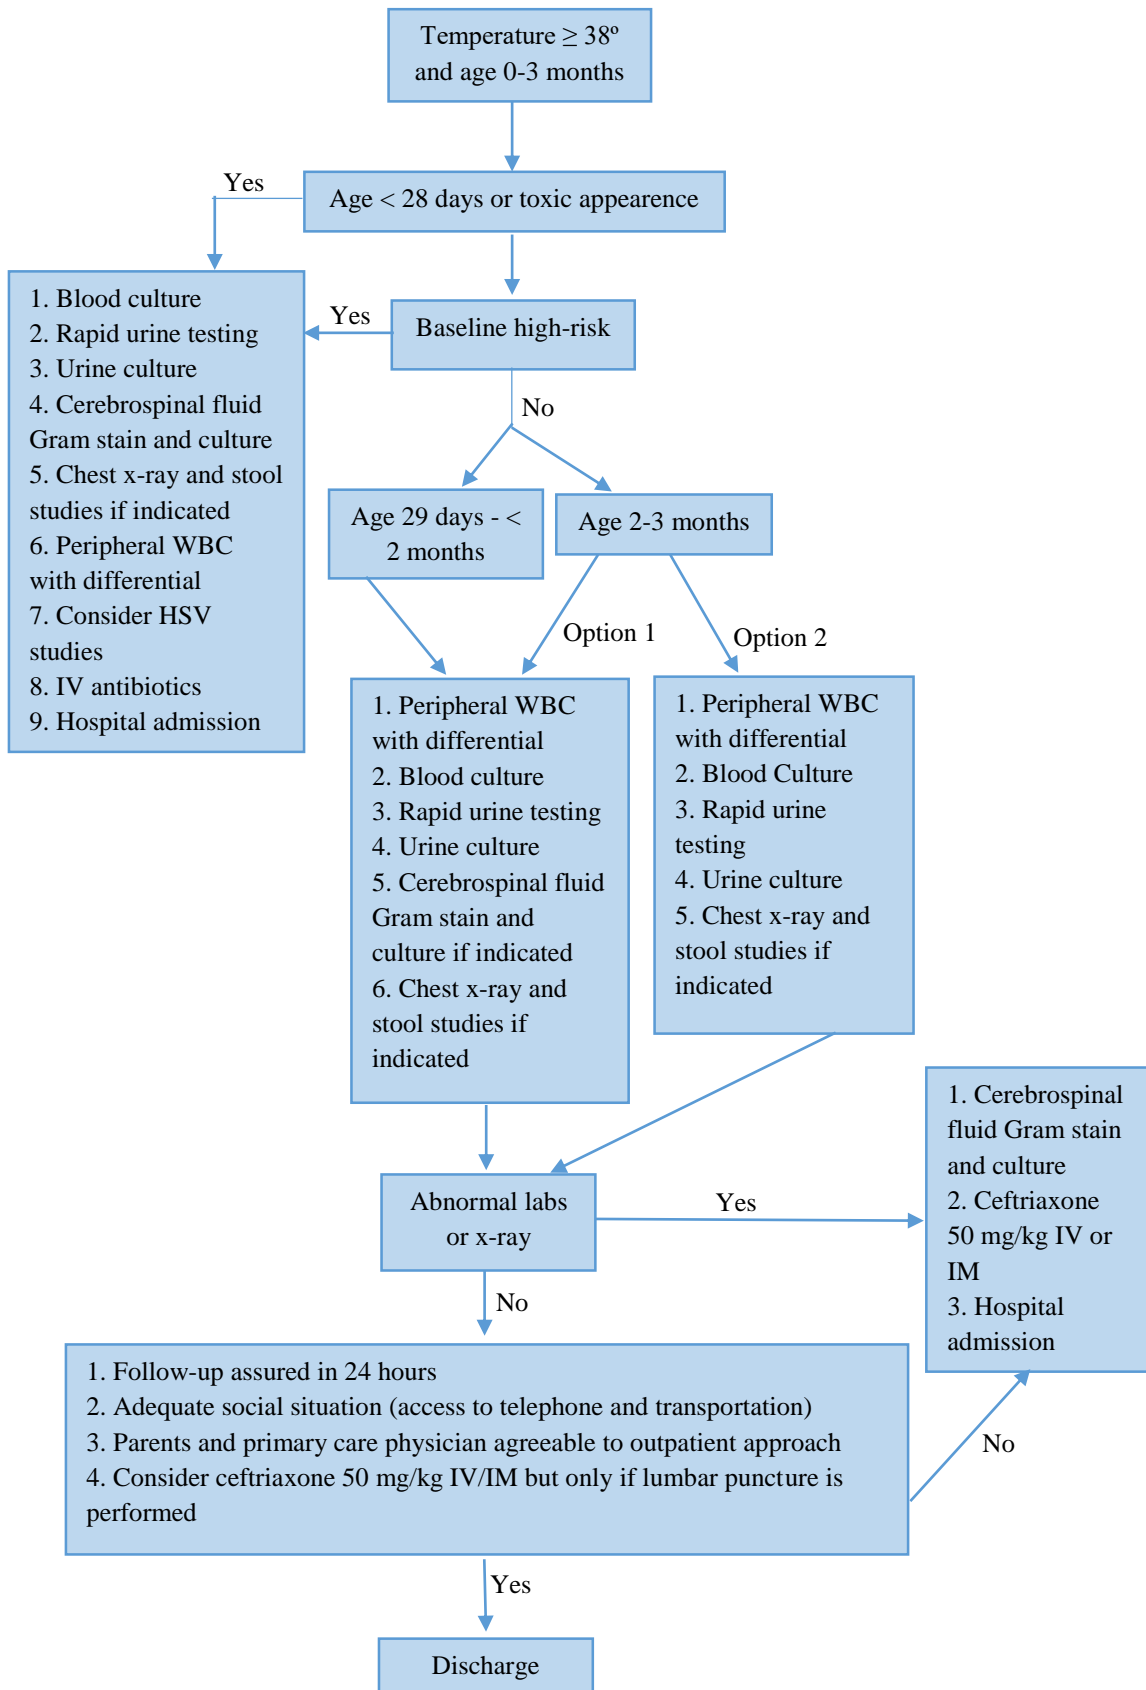 Temperature ≥ 38º
and age 0-3 months
Yes
Age < 28 days or toxic appearence
1. Blood culture
2. Rapid urine testing
3. Urine culture
4. Cerebrospinal fluid
Gram stain and culture
5. Chest x-ray and stool
studies if indicated
6. Peripheral WBC
with differential
7. Consider HSV
studies
8. IV antibiotics
9. Hospital admission
Yes
Baseline high-risk
No
Age 29 days - <
2 months
Age 2-3 months
Option 1
Option 2
1. Peripheral WBC
with differential
2. Blood culture
3. Rapid urine testing
4. Urine culture
5. Cerebrospinal fluid
Gram stain and
culture if indicated
6. Chest x-ray and
stool studies if
indicated
1. Peripheral WBC
with differential
2. Blood Culture
3. Rapid urine
testing
4. Urine culture
5. Chest x-ray and
stool studies if
indicated
Abnormal labs
or x-ray
Yes
1. Cerebrospinal
fluid Gram stain
and culture
2. Ceftriaxone
50 mg/kg IV or
IM
3. Hospital
admission
No
1. Follow-up assured in 24 hours
2. Adequate social situation (access to telephone and transportation)
3. Parents and primary care physician agreeable to outpatient approach
4. Consider ceftriaxone 50 mg/kg IV/IM but only if lumbar puncture is
performed
No
Yes
Discharge